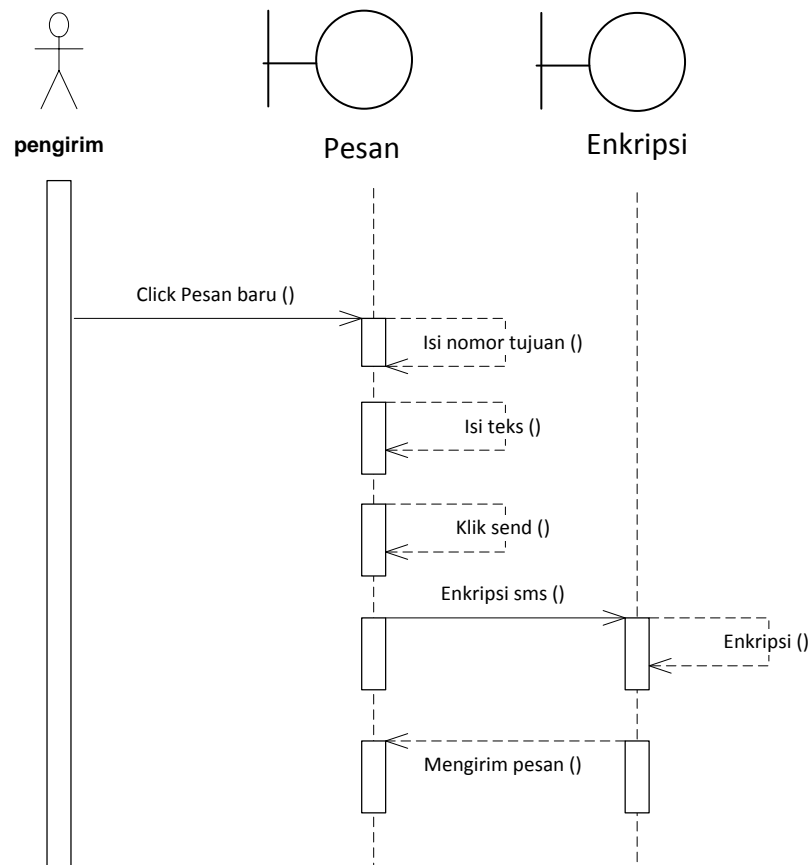 pengirim
Pesan
Enkripsi
Click Pesan baru ()
Isi nomor tujuan ()
Isi teks ()
Klik send ()
Enkripsi sms ()
Enkripsi ()
Mengirim pesan ()